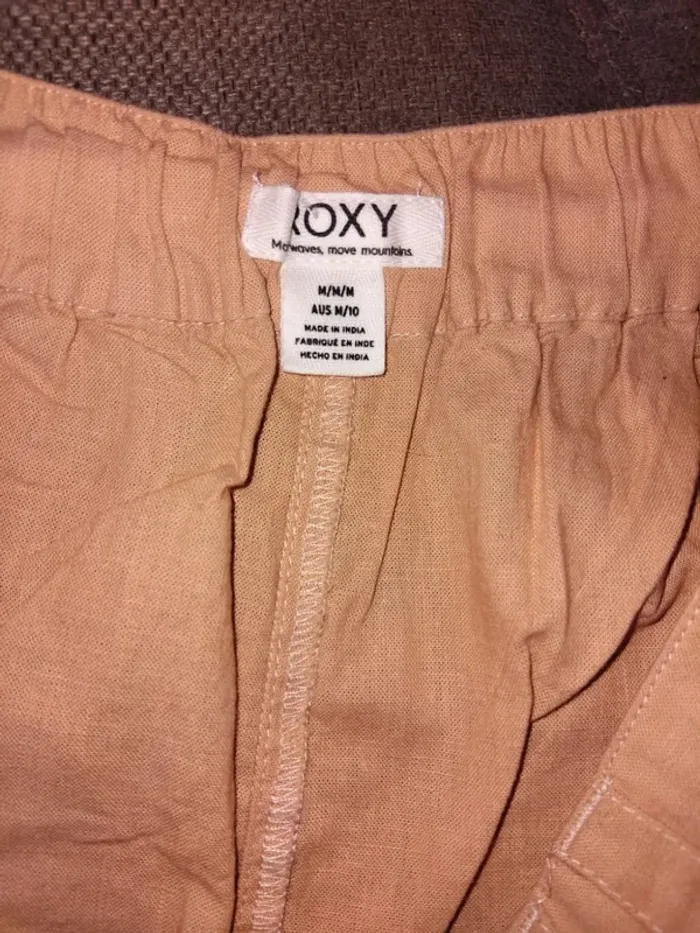 ROXY
waves, move mountains.
M/M/M
AUS M/10
MADE IN INDIA
FABRIQUÉ EN INDE
HECHO EN INDIA